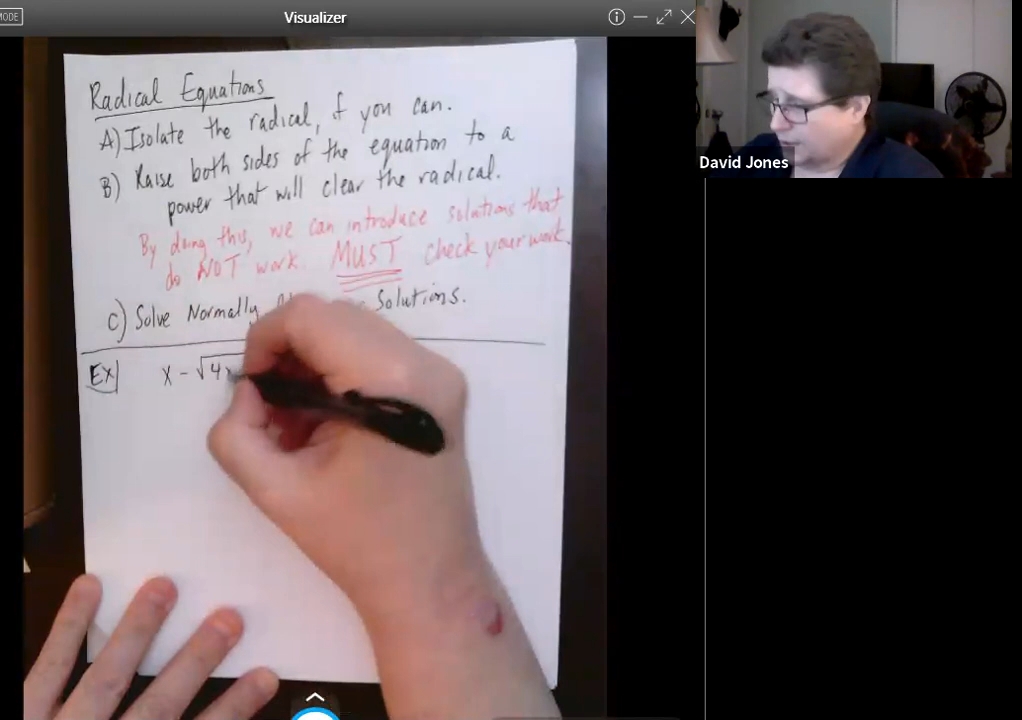 MODE
Visualizer
David Jones
Radical Equations
A) Isolate the radical, if you can.
B) Raise both sides of the equation to a
power that will clear the radical.
By doing this, we can introduce solutions that
do NOT work. MUST check your work.
C) Solve Normally Solutions.
EX x - √4x